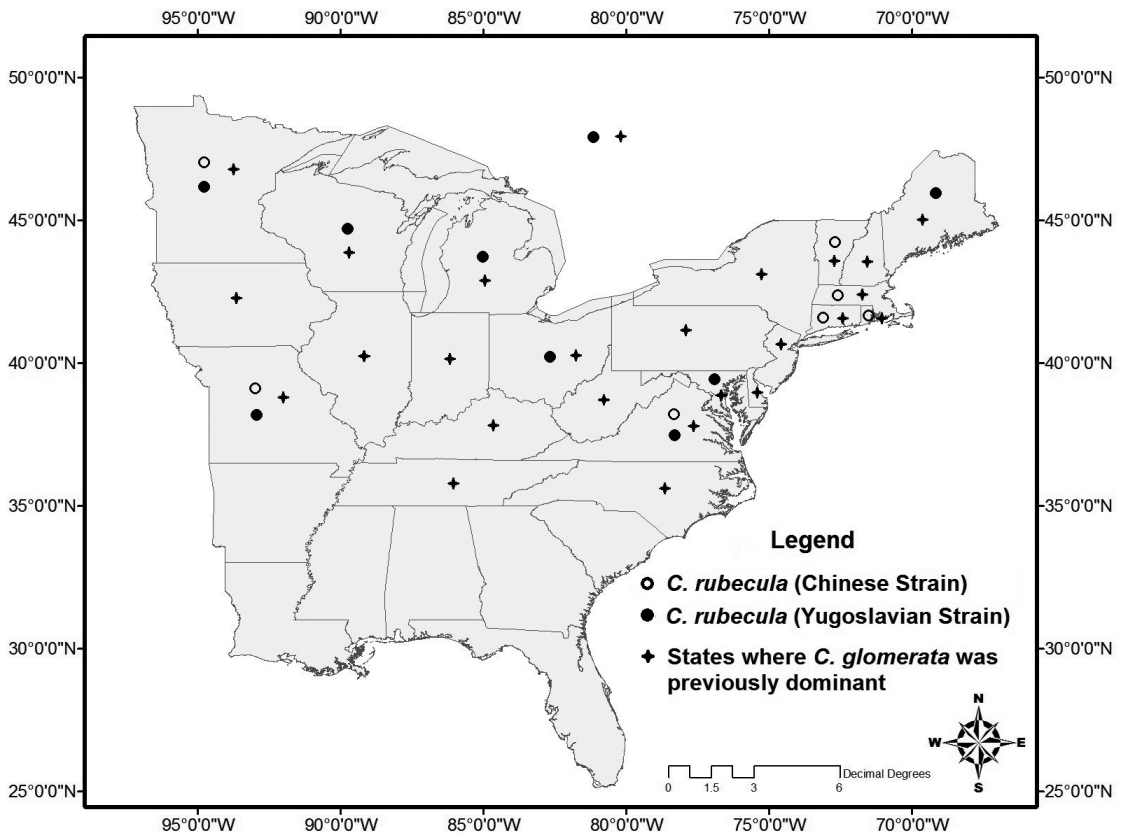 95°0'0"W 90°0'0"W 85°0'0"W 80°0'0"W 75°0'0"W 70°0'0"W
50°0'0"N 50°0'0"N
45°0'0"N 45°0'0"N
40°0'0"N 40°0'0"N
35°0'0"N 35°0'0"N
Legend
C. rubecula (Chinese Strain)
C. rubecula (Yugoslavian Strain)
30°0'0"N 30°0'0"N
States where C. glomerata was
previously dominant
N
W E
S
Decimal Degrees
0 1.5 3 6
25°0'0"N 25°0'0"N
95°0'0"W 90°0'0"W 85°0'0"W 80°0'0"W 75°0'0"W 70°0'0"W